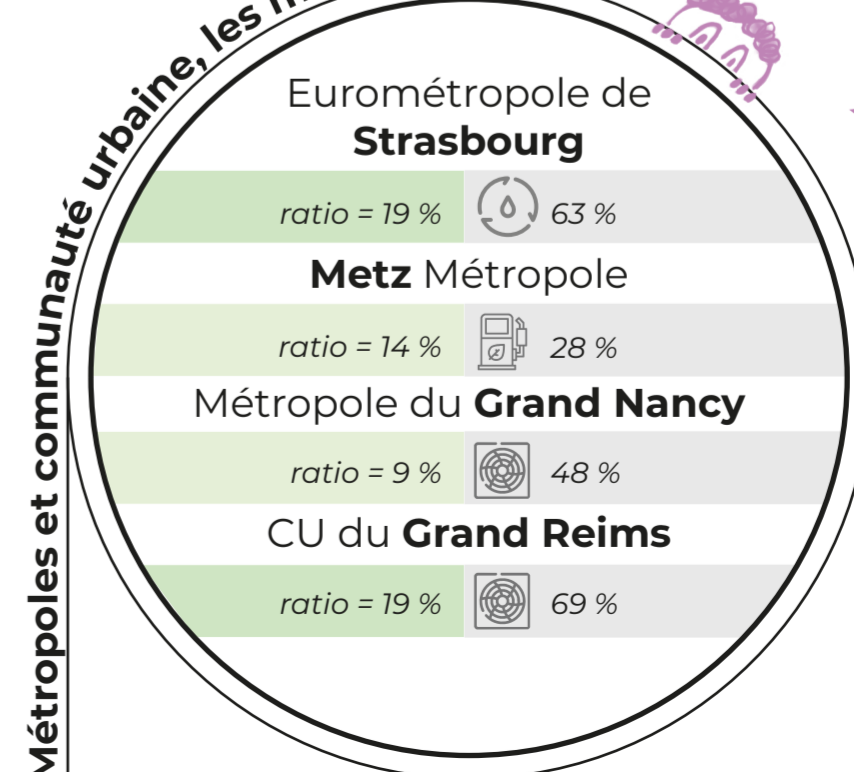 Métropoles et communauté urbaine, les
Eurométropole de
Strasbourg
ratio = 19 % 63 %
Metz Métropole
ratio = 14 % 28 %
Métropole du Grand Nancy
ratio = 9 % 48 %
CU du Grand Reims
ratio = 19 % 69 %